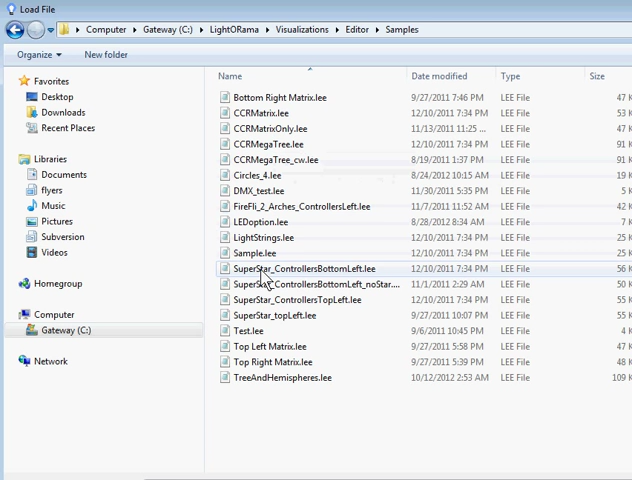 Load File
Computer Gateway (C:) LightORama Visualizations Editor Samples
Organize New folder
Name Date modified Type Size
Favorites
Desktop
Downloads
Recent Places
Libraries
Documents
flyers
Music
Pictures
Subversion
Videos
Homegroup
Computer
Gateway (C:)
Network
Bottom Right Matrix.lee 9/27/2011 7:46 PM LEE File 47 K
CCRMatrix.lee 12/10/2011 7:34 PM LEE File 53 K
CCRMatrixOnly.lee 11/13/2011 11:25 ... LEE File 47 K
CCRMegaTree.lee 12/10/2011 7:34 PM LEE File 91 K
CCRMegaTree_cw.lee 8/19/2011 1:37 PM LEE File 91 K
Circles_4.lee 8/24/2012 10:15 AM LEE File 19 K
DMX_test.lee 11/30/2011 5:35 PM LEE File 5 K
FireFli_2_Arches_ControllersLeft.lee 11/7/2011 11:52 AM LEE File 42 K
LEDoption.lee 8/28/2012 8:34 AM LEE File 7 K
LightStrings.lee 12/10/2011 7:34 PM LEE File 25 K
Sample.lee 12/10/2011 7:34 PM LEE File 25 K
SuperStar_ControllersBottomLeft.lee 12/10/2011 7:34 PM LEE File 56 K
SuperStar_ControllersBottomLeft_noStar.... 11/1/2011 2:29 AM LEE File 50 K
SuperStar_ControllersTopLeft.lee 12/10/2011 7:34 PM LEE File 55 K
SuperStar_topLeft.lee 9/27/2011 10:07 PM LEE File 55 K
Test.lee 9/6/2011 10:45 PM LEE File 4 K
Top Left Matrix.lee 9/27/2011 5:58 PM LEE File 47 K
Top Right Matrix.lee 9/27/2011 5:39 PM LEE File 48 K
TreeAndHemispheres.lee 10/12/2012 2:53 AM LEE File 109 K